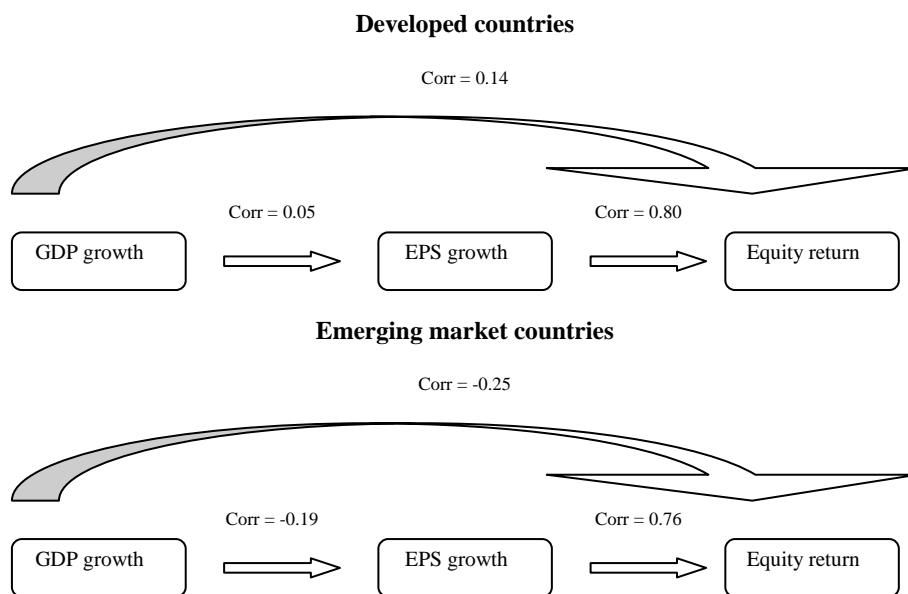 Developed countries
Corr = 0.14
Corr = 0.05
Corr = 0.80
GDP growth
EPS growth
Equity return
Emerging market countries
Corr = -0.25
Corr = -0.19
Corr = 0.76
GDP growth
EPS growth
Equity return